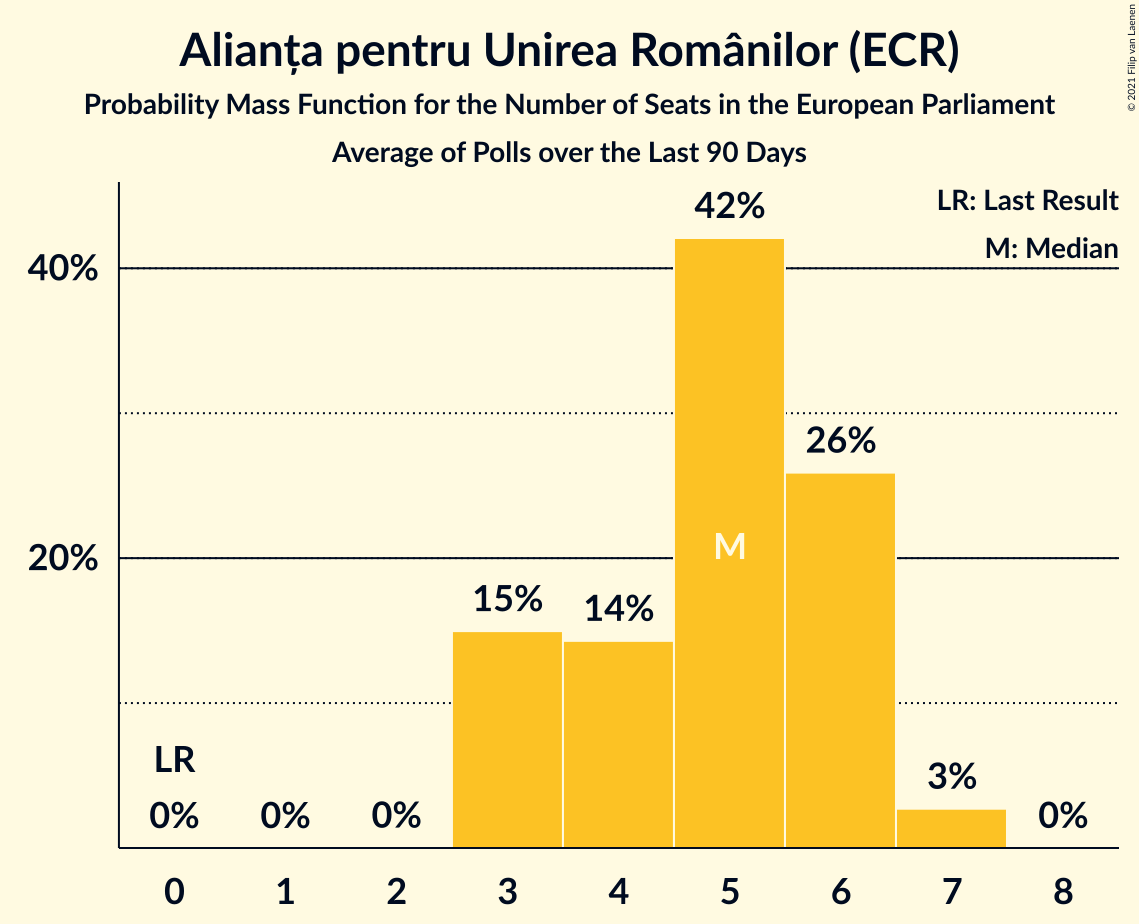 Alianța pentru Unirea Românilor (ECR)
Probability Mass Function for the Number of Seats in the European Parliament
Average of Polls over the Last 90 Days
© 2021 Filip van Laenen
LR: Last Result
M: Median
42%
40%
26%
M
20%
15%
14%
LR
3%
0%
0%
0%
0%
0 1 2 3 4 5 6 7 8